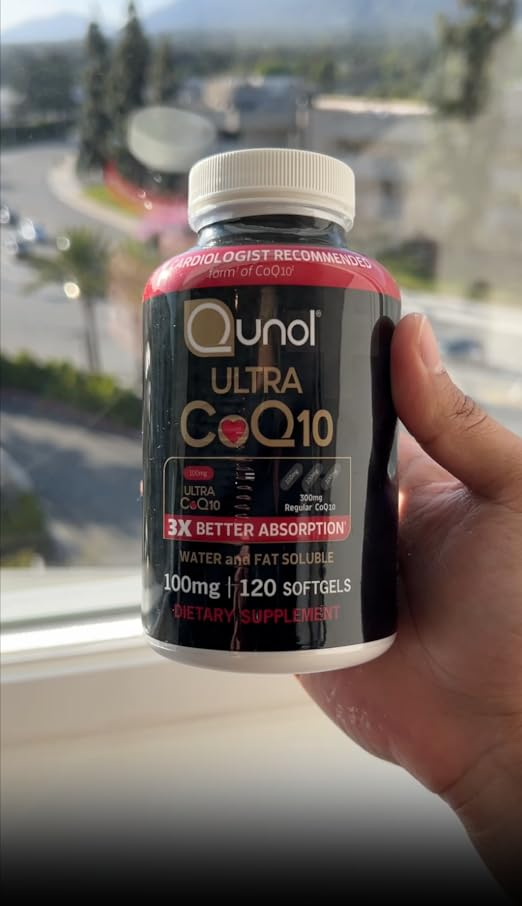 CARDIOLOGIST RECOMMENDED
form† of CoQ10†
Qunol®
ULTRA
CoQ10
100mg
ULTRA
CoQ10
300mg
Regular CoQ10
3X BETTER ABSORPTION†
WATER and FAT SOLUBLE
100mg | 120 SOFTGELS
DIETARY SUPPLEMENT